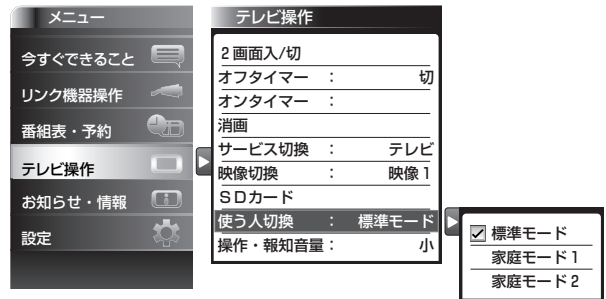 メニュー
今すぐできること
リンク機器操作
番組表・予約
テレビ操作
お知らせ・情報
設定
テレビ操作
２画面入/切
オフタイマー ： 切
オンタイマー ：
消画
サービス切換 ： テレビ
映像切換 ： 映像１
ＳＤカード
使う人切換 ： 標準モード
操作・報知音量： 小
標準モード
家庭モード１
家庭モード２